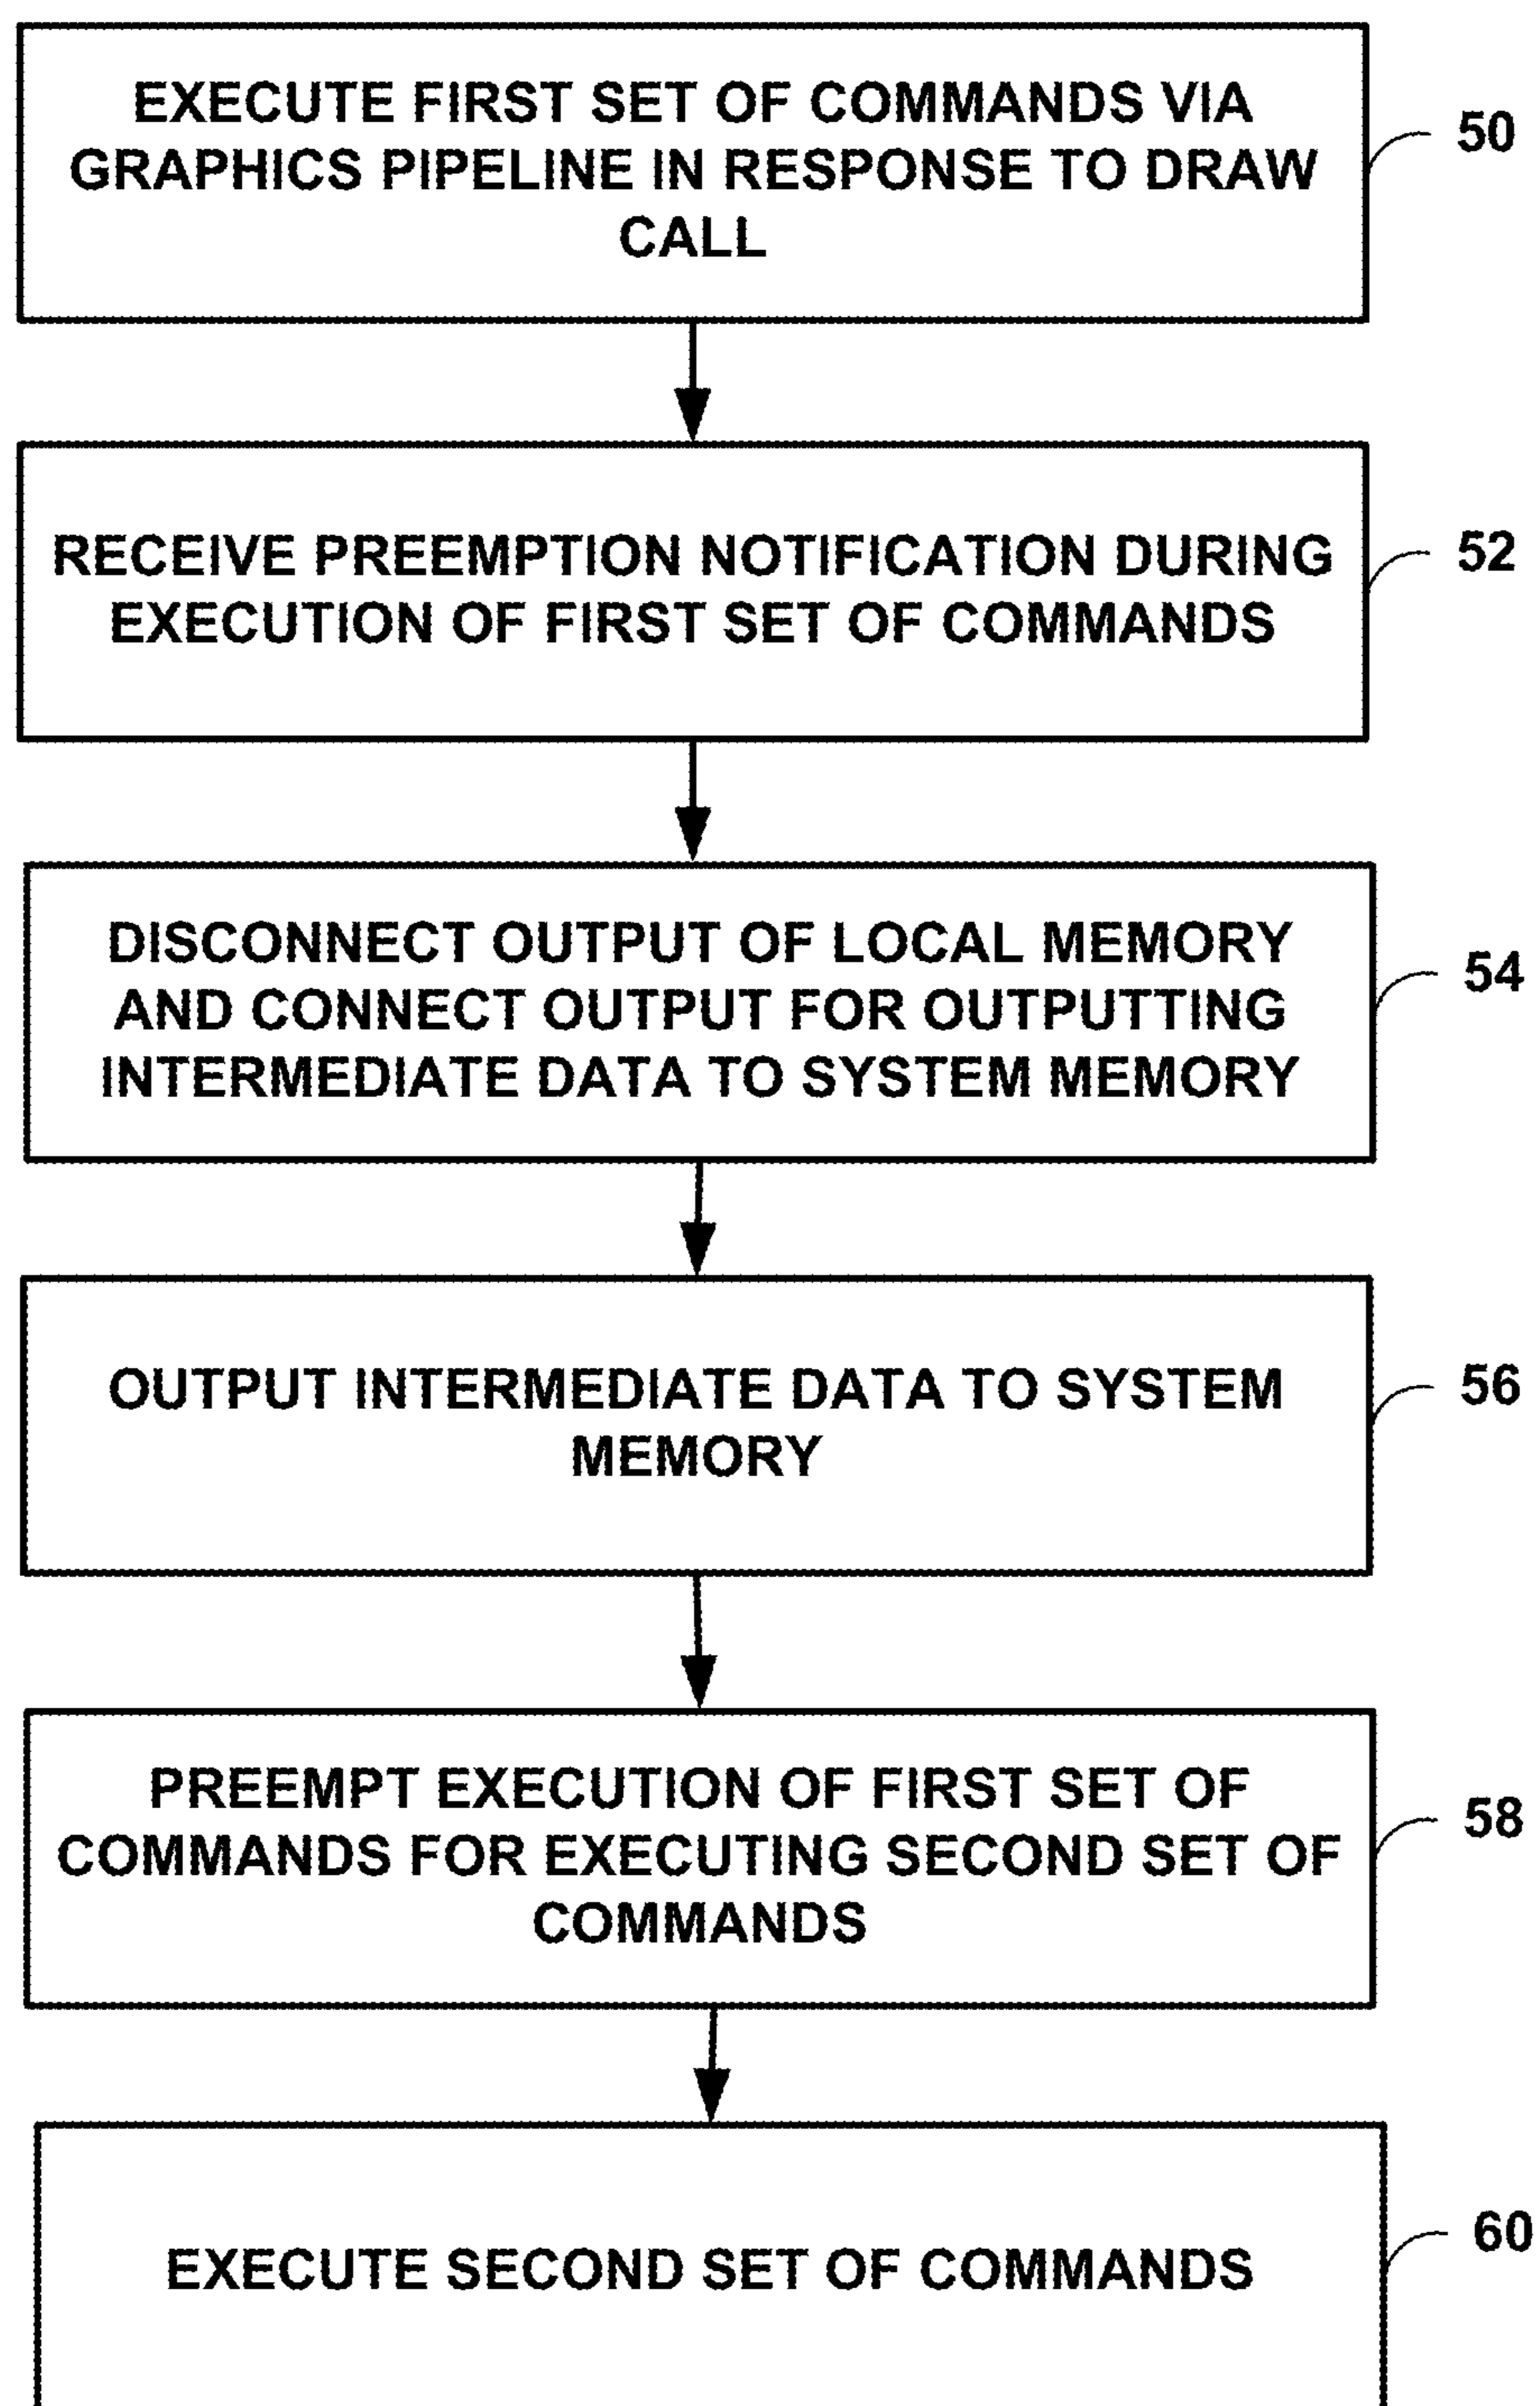 EXECUTE FIRST SET OF COMMANDS VIA
GRAPHICS PIPELINE IN RESPONSE TO DRAW
CALL
50
RECEIVE PREEMPTION NOTIFICATION DURING
EXECUTION OF FIRST SET OF COMMANDS
52
DISCONNECT OUTPUT OF LOCAL MEMORY
AND CONNECT OUTPUT FOR OUTPUTTING
INTERMEDIATE DATA TO SYSTEM MEMORY
54
OUTPUT INTERMEDIATE DATA TO SYSTEM
MEMORY
56
PREEMPT EXECUTION OF FIRST SET OF
COMMANDS FOR EXECUTING SECOND SET OF
COMMANDS
58
EXECUTE SECOND SET OF COMMANDS
60